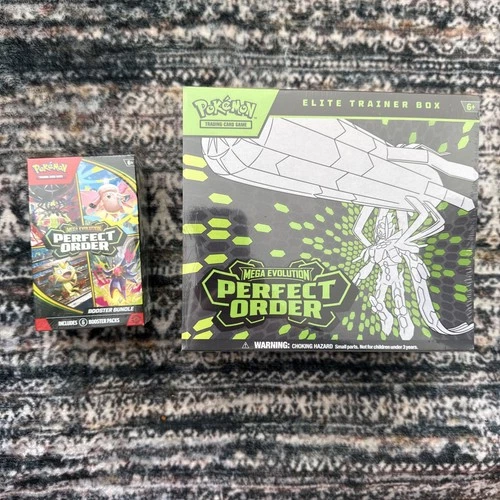 Pokémon
TRADING CARD GAME
6+
MEGA EVOLUTION
PERFECT
ORDER
BOOSTER BUNDLE
INCLUDES 6 BOOSTER PACKS
Pokémon
TRADING CARD GAME
ELITE TRAINER BOX
6+
MEGA EVOLUTION
PERFECT
ORDER
WARNING: CHOKING HAZARD Small parts. Not for children under 3 years.